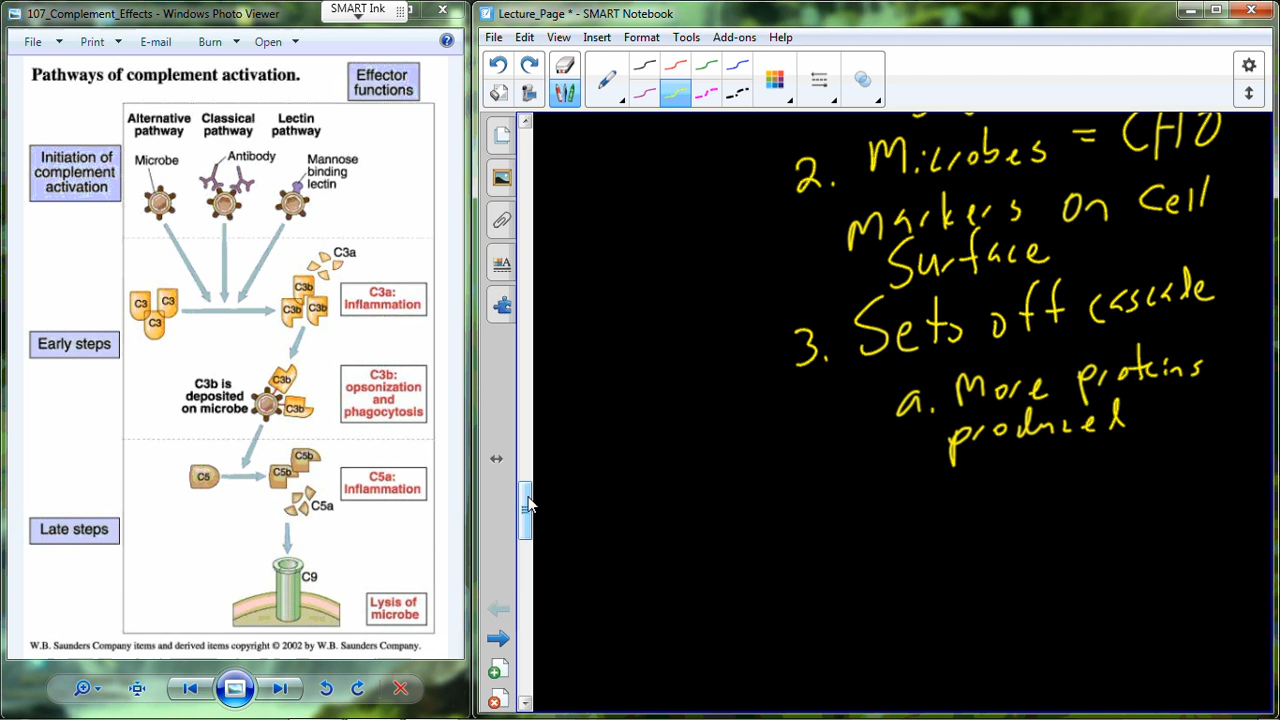 107_Complement_Effects - Windows Photo Viewer
SMART Ink
File Print E-mail Burn Open
Pathways of complement activation.
Effector
functions
Alternative
pathway
Classical
pathway
Lectin
pathway
Initiation of
complement
activation
Microbe
Antibody
Mannose
binding
lectin
C3a
C3 C3
C3
C3b
C3b C3b
C3a:
Inflammation
Early steps
C3b is
deposited
on microbe
C3b
C3b
C3b:
opsonization
and
phagocytosis
C5
C5b
C5b
C5a
C5a:
Inflammation
Late steps
C9
Lysis of
microbe
W.B. Saunders Company items and derived items copyright © 2002 by W.B. Saunders Company.
Lecture_Page * - SMART Notebook
File Edit View Insert Format Tools Add-ons Help
2. Microbes = CHO
markers on cell
surface
3. Sets off cascade
a. More proteins
produced